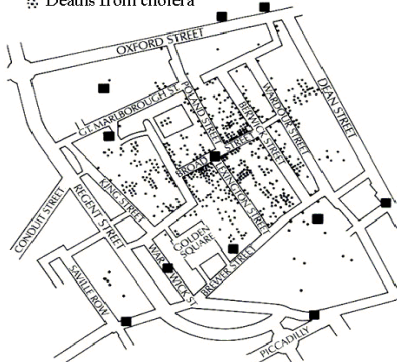 Deaths from cholera
OXFORD STREET
GT. MARLBOROUGH ST.
POLAND STREET
BERWICK STREET
WARDOUR STREET
DEAN STREET
BROAD STREET
KING STREET
LEXINGTON STREET
CONDUIT STREET
REGENT STREET
GOLDEN
SQUARE
SAVILLE ROW
WARWICK ST
BREWER STREET
PICCADILLY